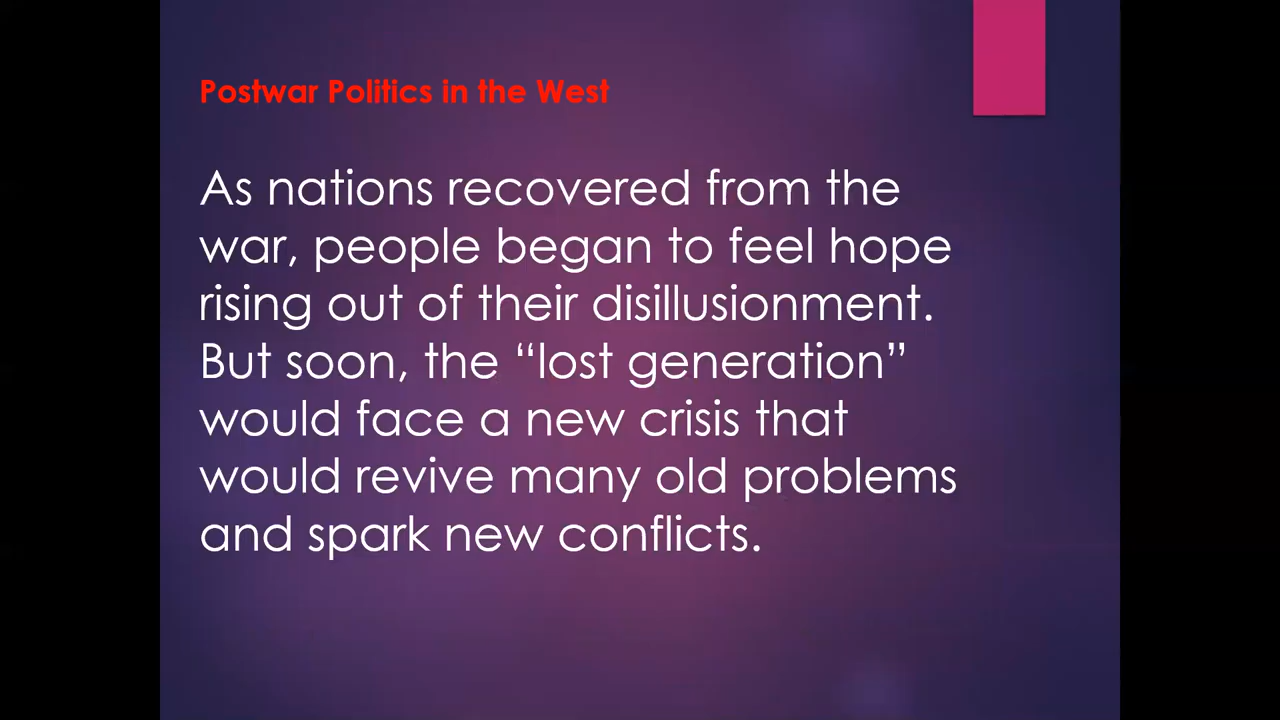 Postwar Politics in the West
As nations recovered from the
war, people began to feel hope
rising out of their disillusionment.
But soon, the “lost generation”
would face a new crisis that
would revive many old problems
and spark new conflicts.